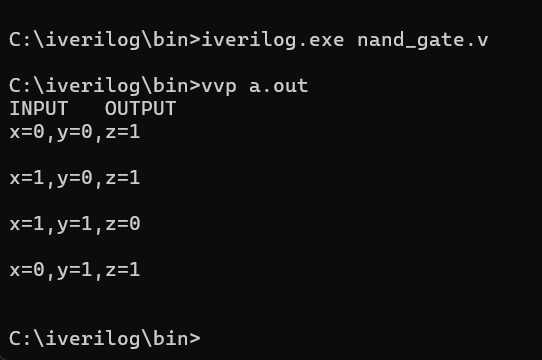 C:\iverilog\bin>iverilog.exe nand_gate.v
C:\iverilog\bin>vvp a.out
INPUT   OUTPUT
x=0,y=0,z=1
x=1,y=0,z=1
x=1,y=1,z=0
x=0,y=1,z=1
C:\iverilog\bin>